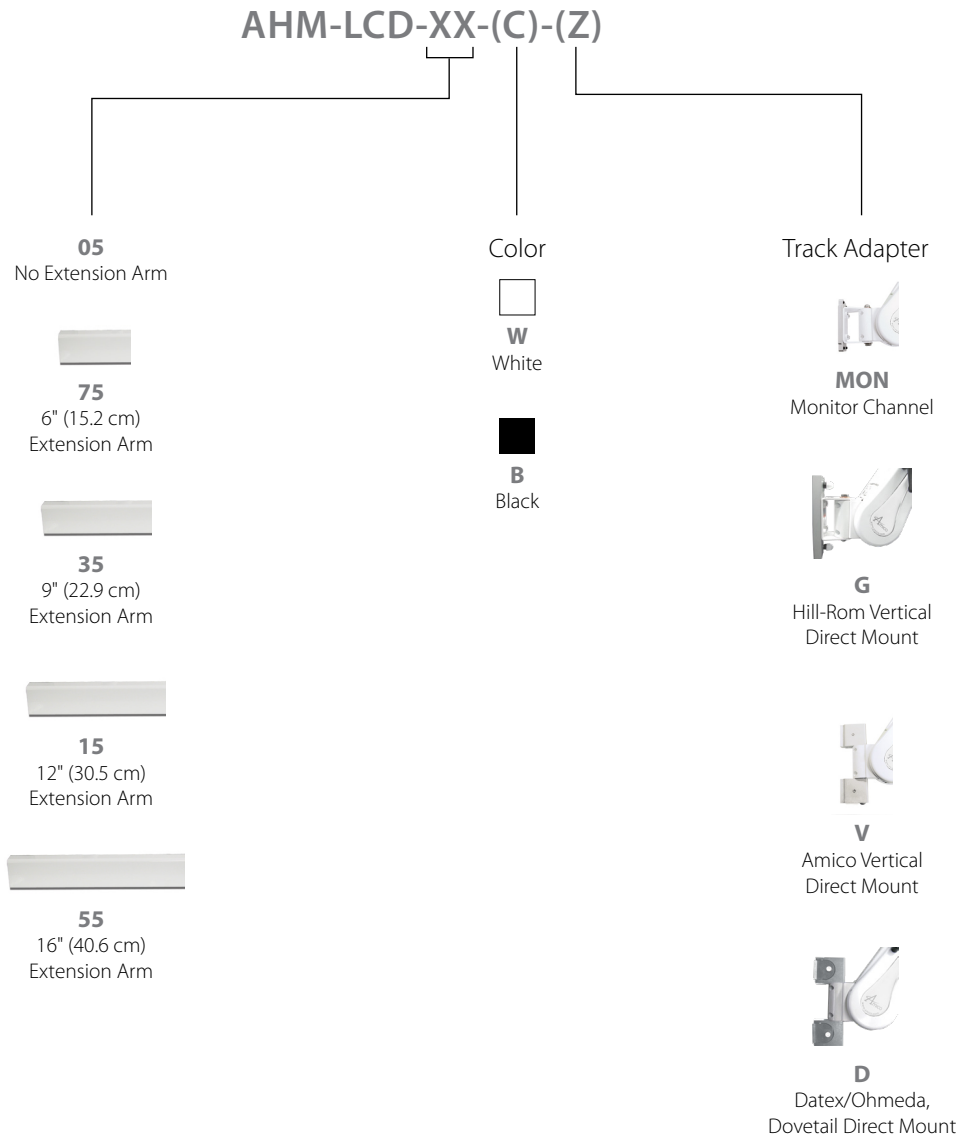 AHM-LCD-XX-(C)-(Z)
05
No Extension Arm
75
6" (15.2 cm)
Extension Arm
35
9" (22.9 cm)
Extension Arm
15
12" (30.5 cm)
Extension Arm
55
16" (40.6 cm)
Extension Arm
Color
W
White
B
Black
Track Adapter
MON
Monitor Channel
G
Hill-Rom Vertical
Direct Mount
V
Amico Vertical
Direct Mount
D
Datex/Ohmeda,
Dovetail Direct Mount